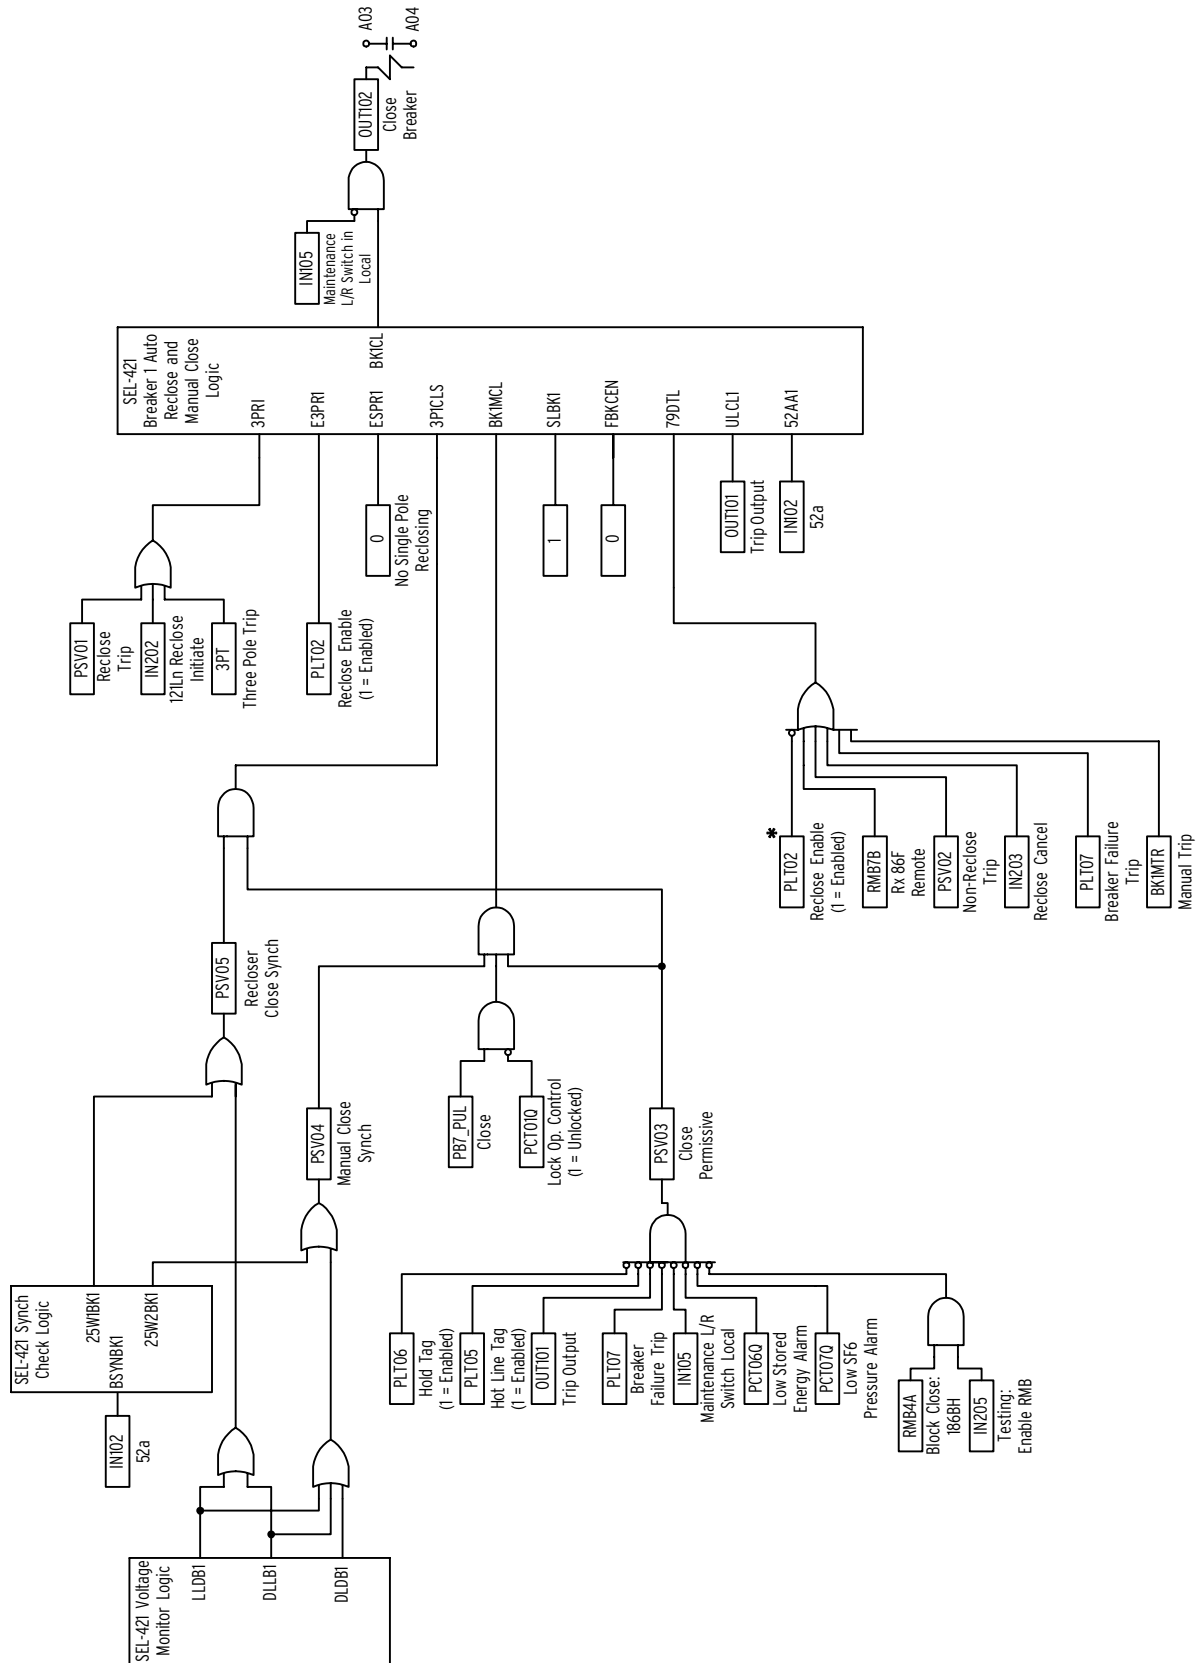 SEL-421 Voltage
Monitor Logic
LLDB1
DLLB1
DLDB1
SEL-421 Synch
Check Logic
BSYNBK1
25W1BK1
25W2BK1
IN102
52a
PSV05
Recloser
Close Synch
PSV04
Manual Close
Synch
PB7_PUL
Close
PCT01Q
Lock Op. Control
(1 = Unlocked)
PSV03
Close
Permissive
PLT06
Hold Tag
(1 = Enabled)
PLT05
Hot Line Tag
(1 = Enabled)
OUT101
Trip Output
PLT07
Breaker
Failure Trip
IN105
Maintenance L/R
Switch Local
PCT06Q
Low Stored
Energy Alarm
PCT07Q
Low SF6
Pressure Alarm
RMB4A
Block Close:
186BH
IN205
Testing:
Enable RMB
PSV01
Reclose
Trip
IN202
121Ln Reclose
Initiate
3PT
Three Pole Trip
PLT02
Reclose Enable
(1 = Enabled)
0
No Single Pole
Reclosing
1
0
OUT101
Trip Output
IN102
52a
*
PLT02
Reclose Enable
(1 = Enabled)
RMB7B
Rx 86F
Remote
PSV02
Non-Reclose
Trip
IN203
Reclose Cancel
PLT07
Breaker Failure
Trip
BK1MTR
Manual Trip
SEL-421
Breaker 1 Auto
Reclose and
Manual Close
Logic
3PRI
E3PR1
ESPR1
BK1CL
3P1CLS
BK1MCL
SLBK1
FBKCEN
79DTL
ULCL1
52AA1
IN105
Maintenance
L/R Switch in
Local
OUT102
Close
Breaker
A03
A04